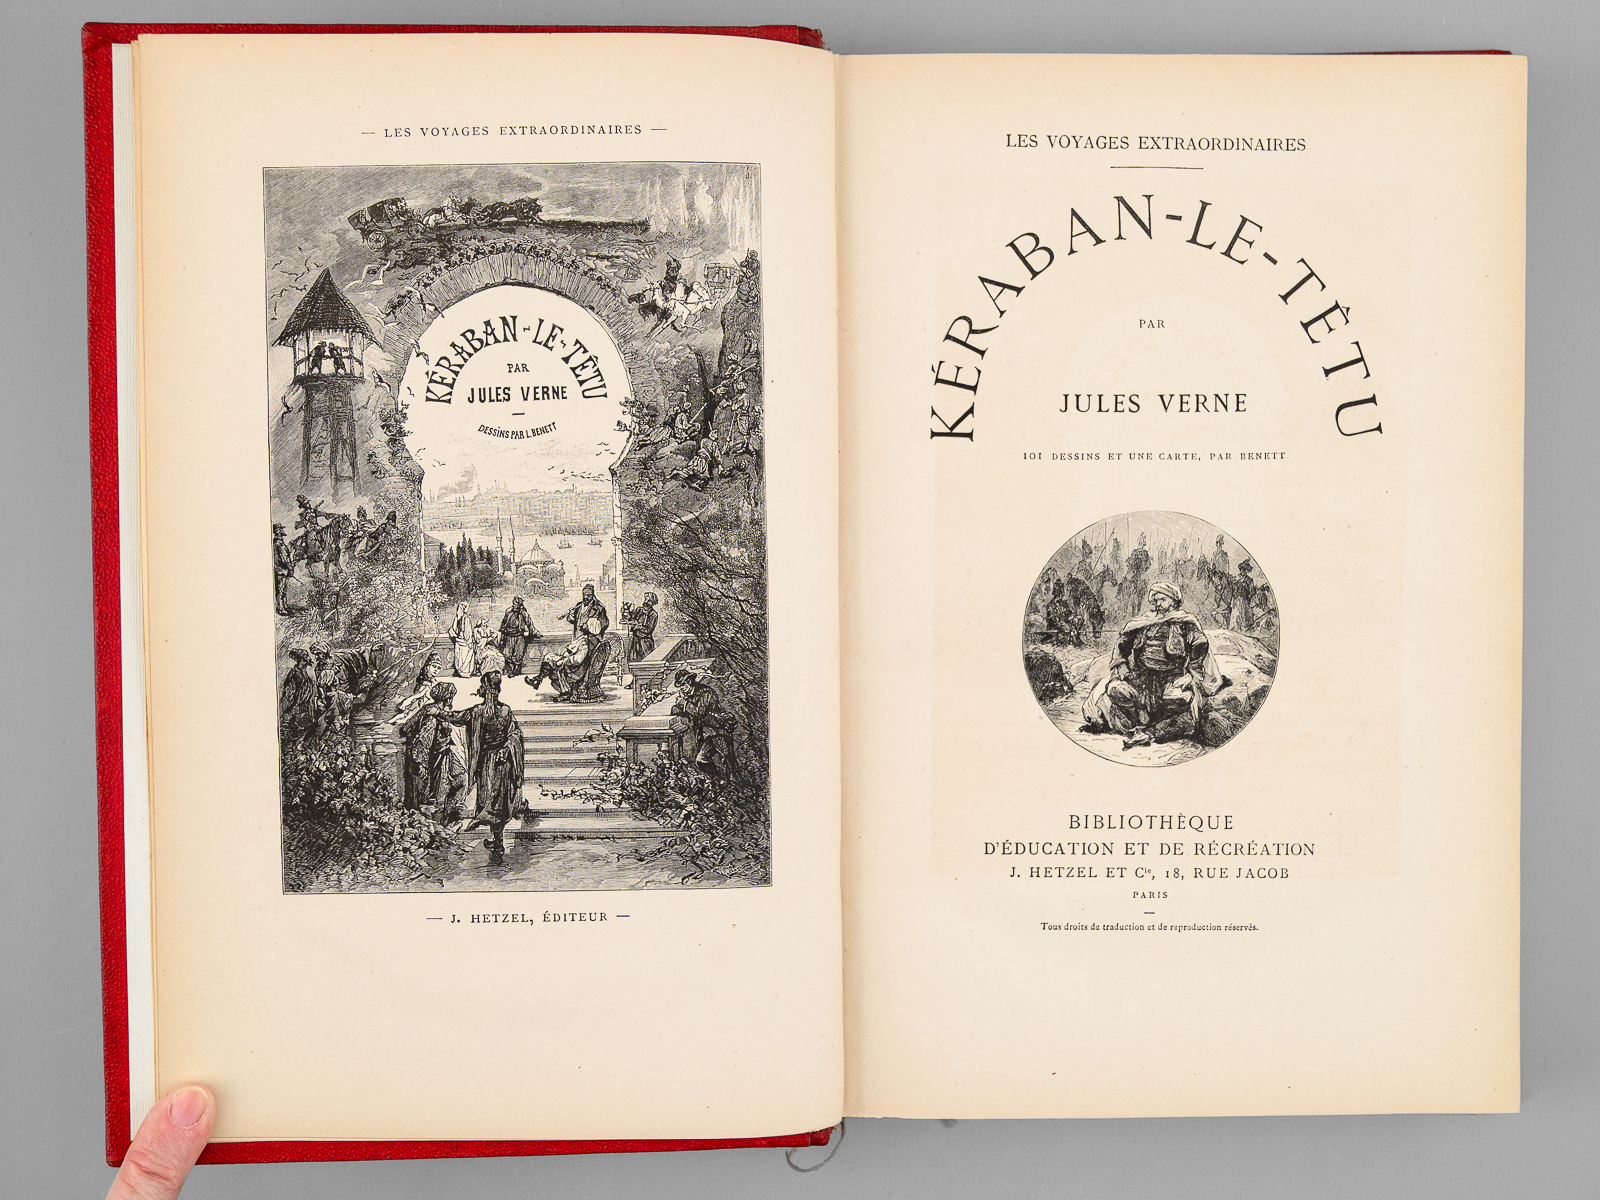 — LES VOYAGES EXTRAORDINAIRES —
KÉRABAN-LE-TÊTU
PAR
JULES VERNE
DESSINS PAR L. BENETT
— J. HETZEL, ÉDITEUR —
LES VOYAGES EXTRAORDINAIRES
KÉRABAN-LE-TÊTU
PAR
JULES VERNE
101 DESSINS ET UNE CARTE, PAR BENETT
BIBLIOTHÈQUE
D'ÉDUCATION ET DE RÉCRÉATION
J. HETZEL ET Cie, 18, RUE JACOB
PARIS
Tous droits de traduction et de reproduction réservés.